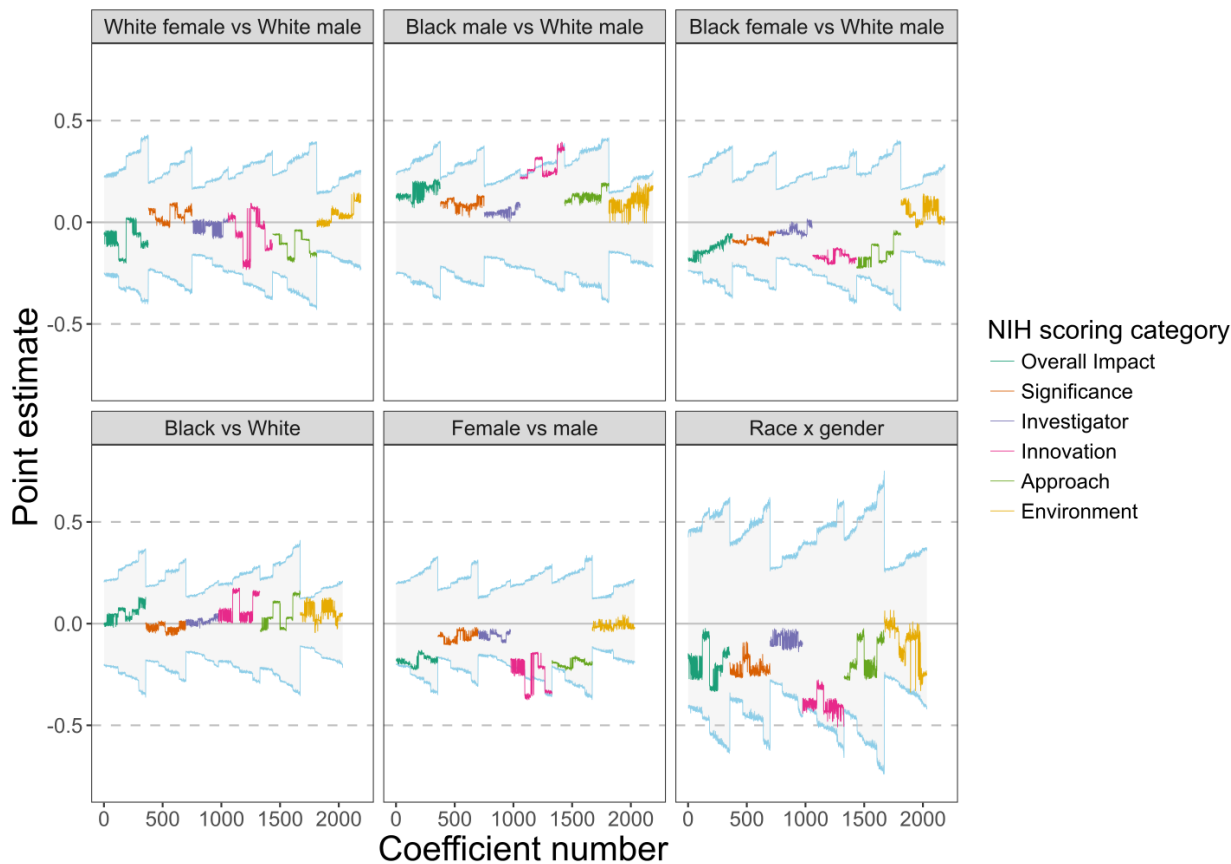 White female vs White male
Black male vs White male
Black female vs White male
0.5
0.0
-0.5
Black vs White
Female vs male
Race x gender
0.5
0.0
-0.5
0 500 1000 1500 2000
0 500 1000 1500 2000
0 500 1000 1500 2000
Point estimate
Coefficient number
NIH scoring category
Overall Impact
Significance
Investigator
Innovation
Approach
Environment